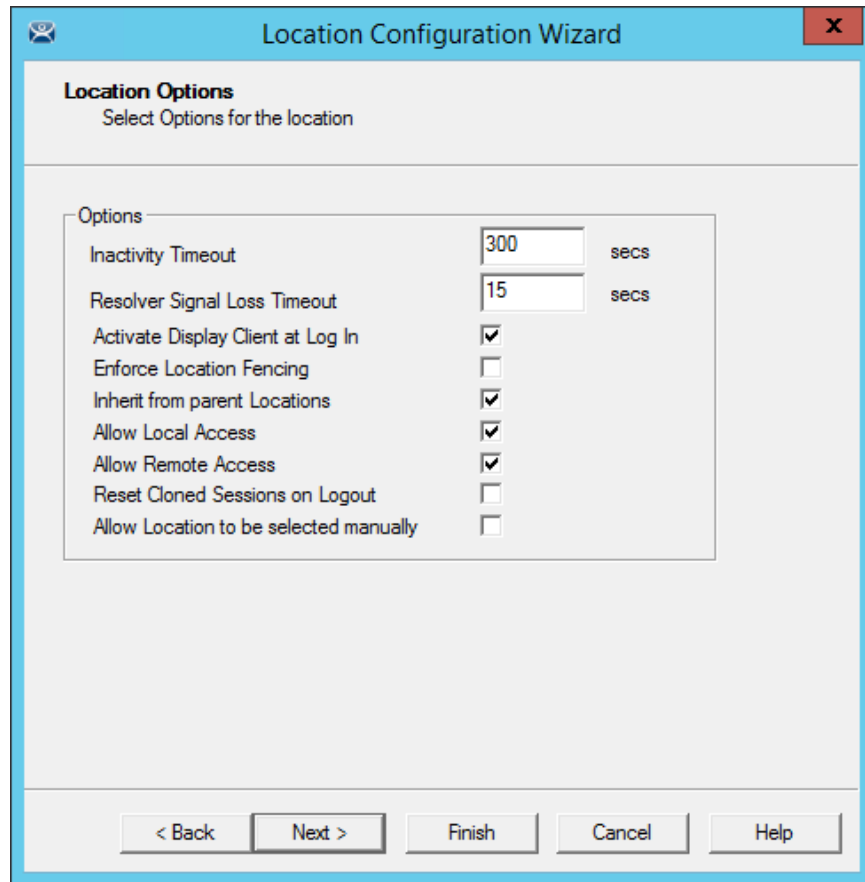 Location Configuration Wizard
x
Location Options
Select Options for the location
Options
Inactivity Timeout 300 secs
Resolver Signal Loss Timeout 15 secs
Activate Display Client at Log In
Enforce Location Fencing
Inherit from parent Locations
Allow Local Access
Allow Remote Access
Reset Cloned Sessions on Logout
Allow Location to be selected manually
< Back Next > Finish Cancel Help